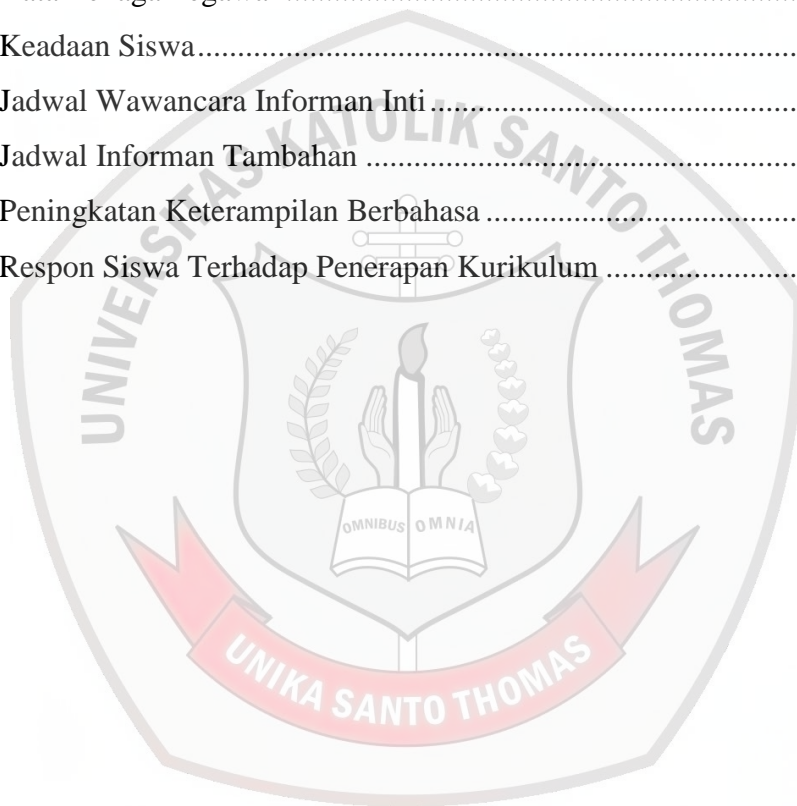 Keadaan Siswa..........................................................................
Jadwal Wawancara Informan Inti..............................................
Jadwal Informan Tambahan......................................................
Peningkatan Keterampilan Berbahasa........................................
Respon Siswa Terhadap Penerapan Kurikulum..........................
UNIVERSITAS KATOLIK SANTO THOMAS
OMNIBUS OMNIA
UNIKA SANTO THOMAS